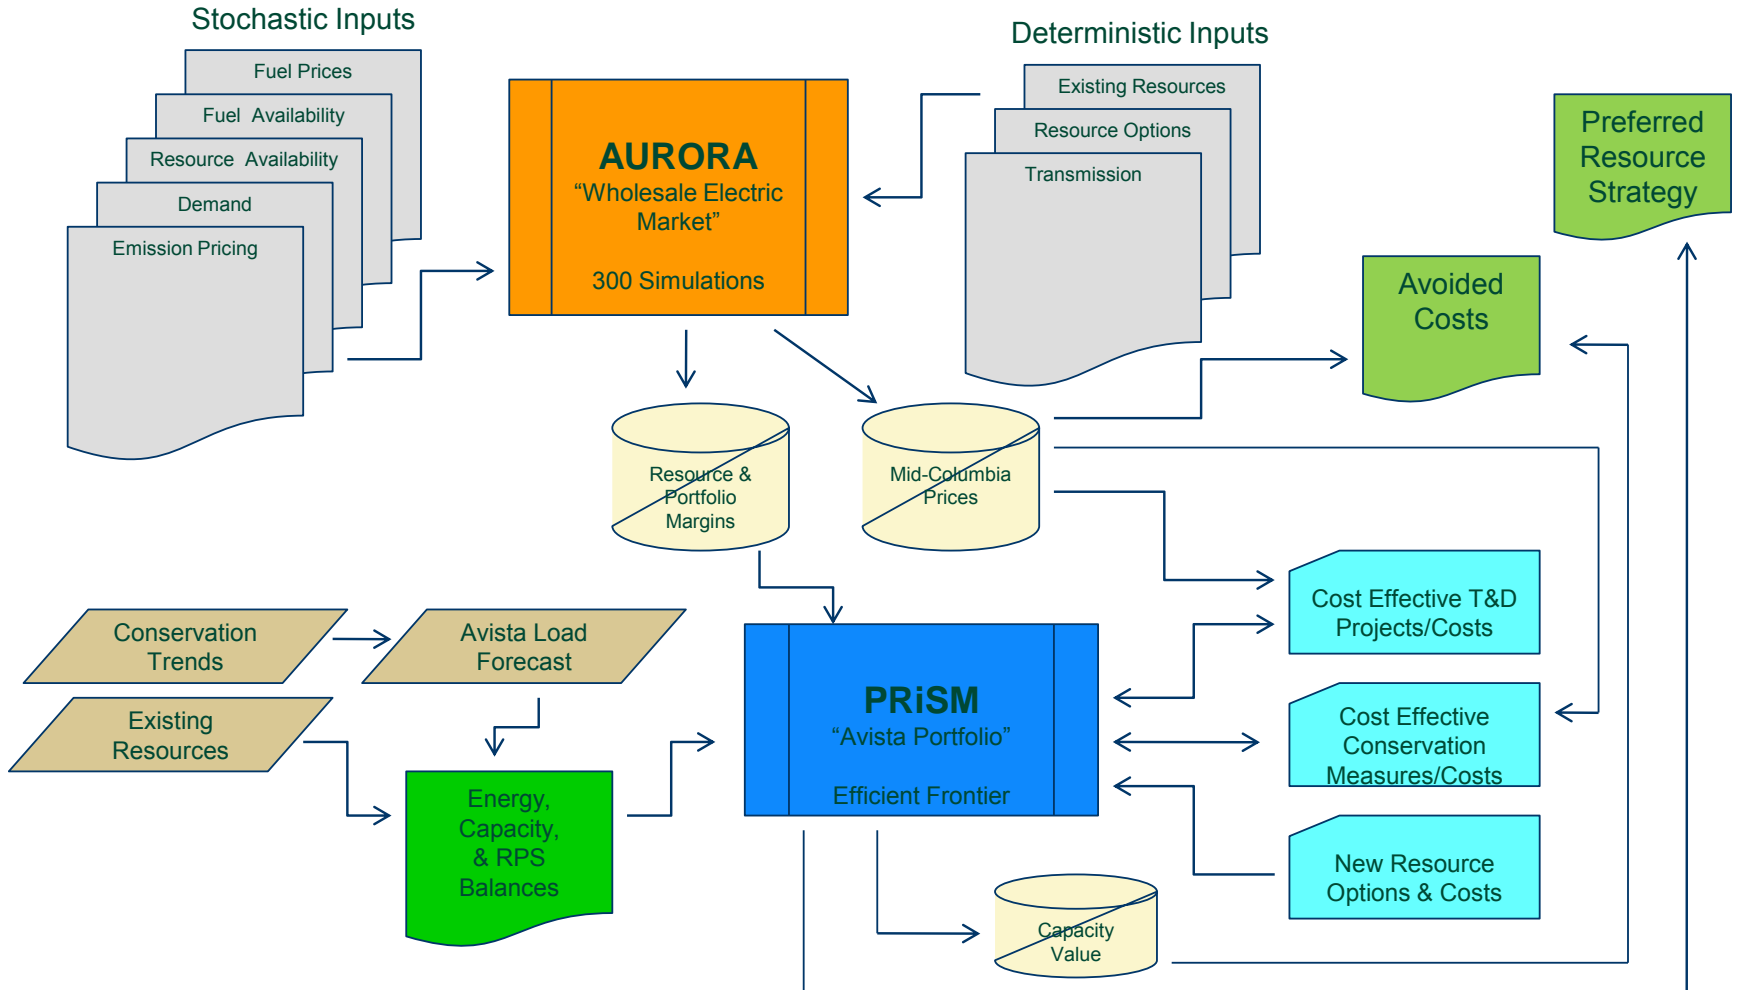 Stochastic Inputs
Fuel Prices
Fuel Availability
Resource Availability
Demand
Emission Pricing
AURORA
“Wholesale Electric
Market”
300 Simulations
Deterministic Inputs
Existing Resources
Resource Options
Transmission
Preferred
Resource
Strategy
Avoided
Costs
Resource &
Portfolio
Margins
Mid-Columbia
Prices
Conservation
Trends
Avista Load
Forecast
Existing
Resources
Energy,
Capacity,
& RPS
Balances
PRiSM
“Avista Portfolio”
Efficient Frontier
Cost Effective T&D
Projects/Costs
Cost Effective
Conservation
Measures/Costs
New Resource
Options & Costs
Capacity
Value